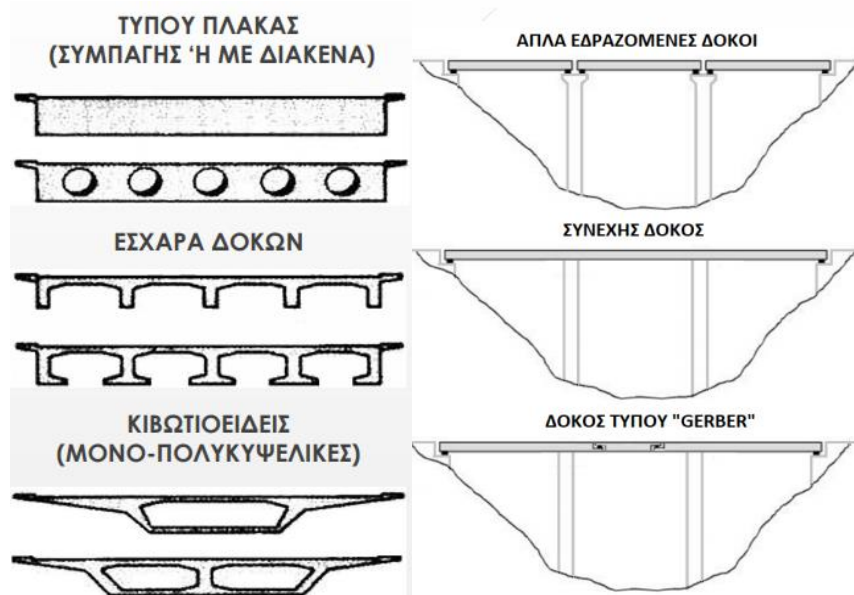 ΤΥΠΟΥ ΠΛΑΚΑΣ
(ΣΥΜΠΑΓΗΣ 'Η ΜΕ ΔΙΑΚΕΝΑ)
ΕΣΧΑΡΑ ΔΟΚΩΝ
ΚΙΒΩΤΙΟΕΙΔΕΙΣ
(ΜΟΝΟ-ΠΟΛΥΚΥΨΕΛΙΚΕΣ)
ΑΠΛΑ ΕΔΡΑΖΟΜΕΝΕΣ ΔΟΚΟΙ
ΣΥΝΕΧΗΣ ΔΟΚΟΣ
ΔΟΚΟΣ ΤΥΠΟΥ "GERBER"